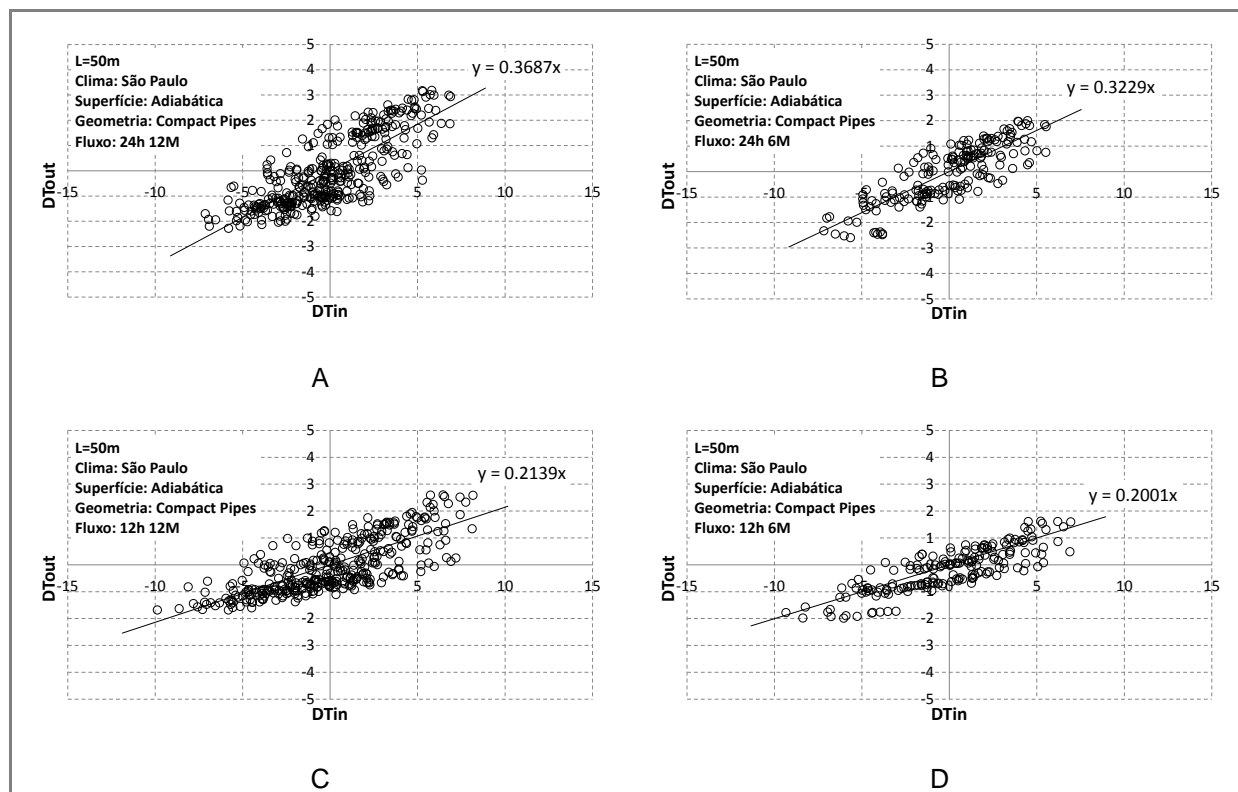 L=50m
Clima: São Paulo
Superfície: Adiabática
Geometria: Compact Pipes
Fluxo: 24h 12M
y = 0.3687x
5
4
3
2
1
-1
-2
-3
-4
-5
-15 -10 -5 5 10 15
DTout
DTin
A
L=50m
Clima: São Paulo
Superfície: Adiabática
Geometria: Compact Pipes
Fluxo: 24h 6M
y = 0.3229x
5
4
3
2
1
-1
-2
-3
-4
-5
-15 -10 -5 5 10 15
DTout
DTin
B
L=50m
Clima: São Paulo
Superfície: Adiabática
Geometria: Compact Pipes
Fluxo: 12h 12M
y = 0.2139x
5
4
3
2
1
-1
-2
-3
-4
-5
-15 -10 -5 5 10 15
DTout
DTin
C
L=50m
Clima: São Paulo
Superfície: Adiabática
Geometria: Compact Pipes
Fluxo: 12h 6M
y = 0.2001x
5
4
3
2
1
-1
-2
-3
-4
-5
-15 -10 -5 5 10 15
DTout
DTin
D